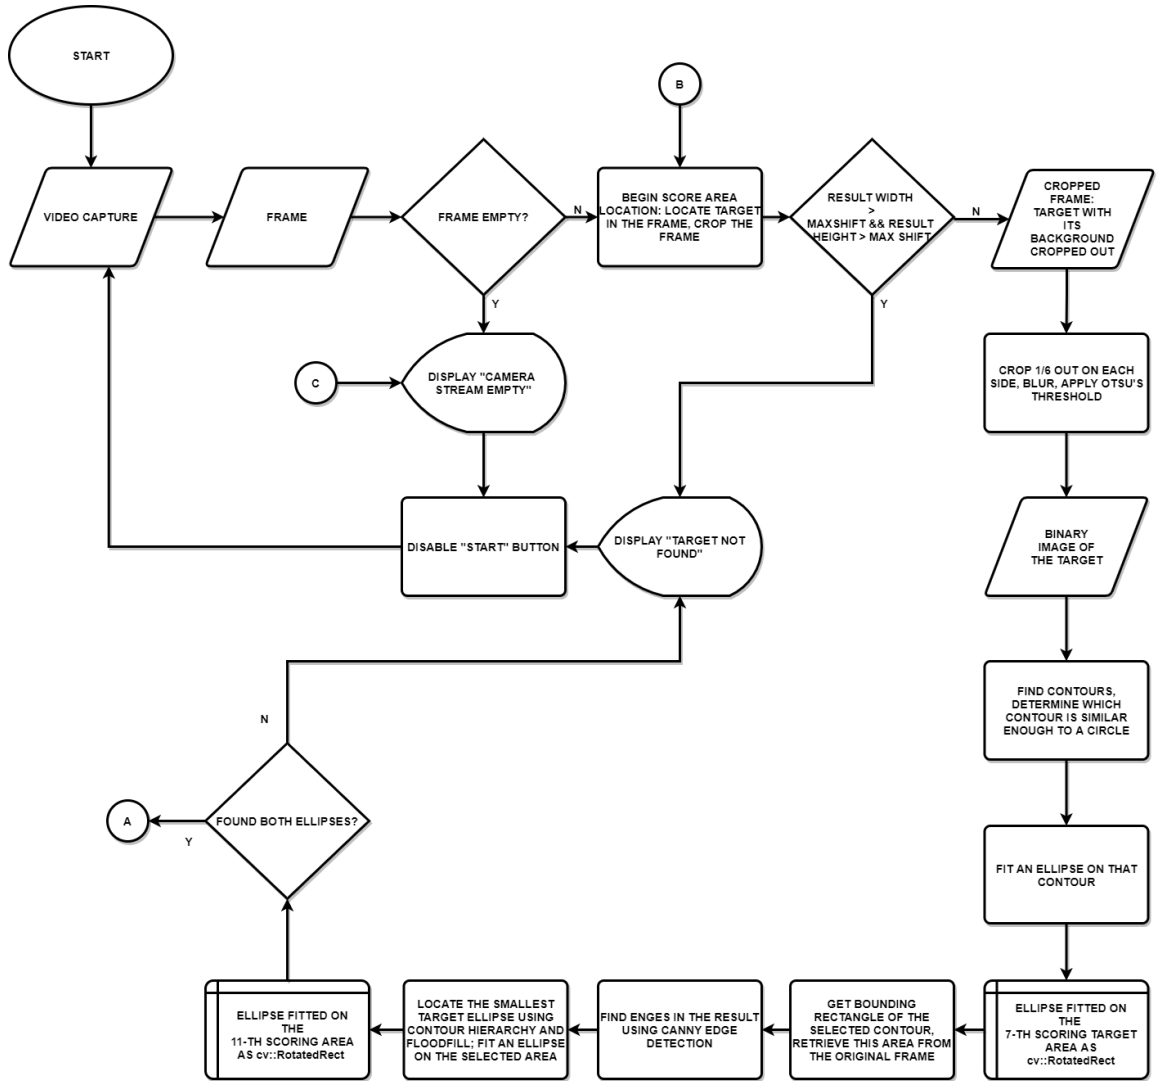 START
B
VIDEO CAPTURE
FRAME
FRAME EMPTY?
N
BEGIN SCORE AREA
LOCATION: LOCATE TARGET
IN THE FRAME, CROP THE
FRAME
RESULT WIDTH
>
MAXSHIFT && RESULT
HEIGHT > MAX SHIFT
N
CROPPED
FRAME:
TARGET WITH
ITS
BACKGROUND
CROPPED OUT
Y
Y
C
DISPLAY "CAMERA
STREAM EMPTY"
CROP 1/6 OUT ON EACH
SIDE, BLUR, APPLY OTSU'S
THRESHOLD
DISABLE "START" BUTTON
DISPLAY "TARGET NOT
FOUND"
BINARY
IMAGE OF
THE TARGET
FIND CONTOURS,
DETERMINE WHICH
CONTOUR IS SIMILAR
ENOUGH TO A CIRCLE
N
A
Y
FOUND BOTH ELLIPSES?
FIT AN ELLIPSE ON THAT
CONTOUR
ELLIPSE FITTED ON
THE
11-TH SCORING AREA
AS cv::RotatedRect
LOCATE THE SMALLEST
TARGET ELLIPSE USING
CONTOUR HIERARCHY AND
FLOODFILL; FIT AN ELLIPSE
ON THE SELECTED AREA
FIND ENGES IN THE RESULT
USING CANNY EDGE
DETECTION
GET BOUNDING
RECTANGLE OF THE
SELECTED CONTOUR,
RETRIEVE THIS AREA FROM
THE ORIGINAL FRAME
ELLIPSE FITTED ON
THE
7-TH SCORING TARGET
AREA AS
cv::RotatedRect